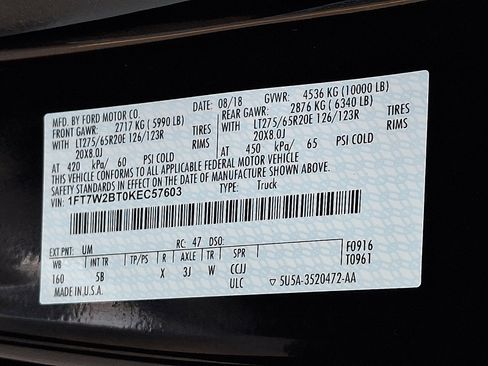 MFD. BY FORD MOTOR CO.
DATE: 08/18 GVWR: 4536 KG (10000 LB)
FRONT GAWR: 2717 KG (5990 LB) REAR GAWR: 2876 KG (6340 LB)
WITH LT275/65R20E 126/123R TIRES WITH LT275/65R20E 126/123R TIRES
20X8.0J RIMS 20X8.0J RIMS
AT 420 kPa/ 60 PSI COLD AT 450 kPa/ 65 PSI COLD
THIS VEHICLE CONFORMS TO ALL APPLICABLE FEDERAL MOTOR VEHICLE
SAFETY STANDARDS IN EFFECT ON THE DATE OF MANUFACTURE SHOWN ABOVE.
VIN: 1FT7W2BT0KEC57603 TYPE: Truck
EXT PNT: UM RC: 47 DSO: F0916
WB INT TR TP/PS R AXLE TR SPR T0961
160 5B X 3J W CCJJ
MADE IN U.S.A. ULC ▽5U5A-3520472-AA